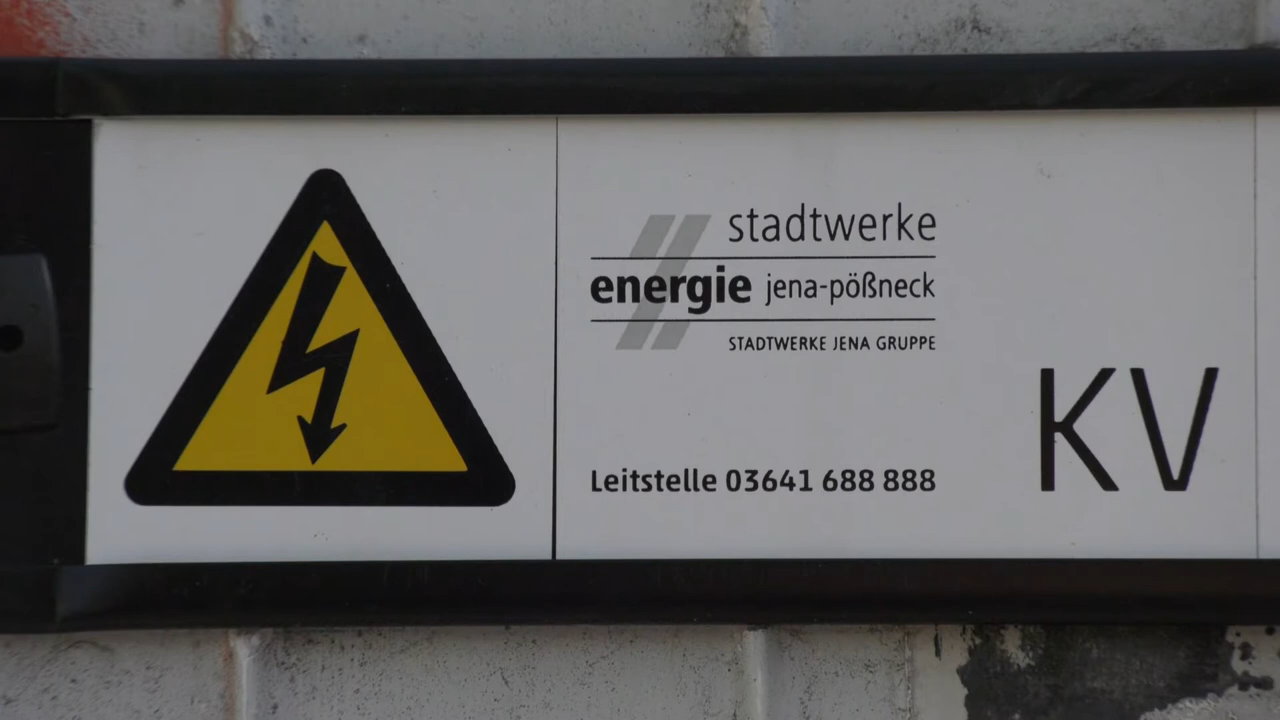 stadtwerke
energie jena-pößneck
STADTWERKE JENA GRUPPE
KV
Leitstelle 03641 688 888